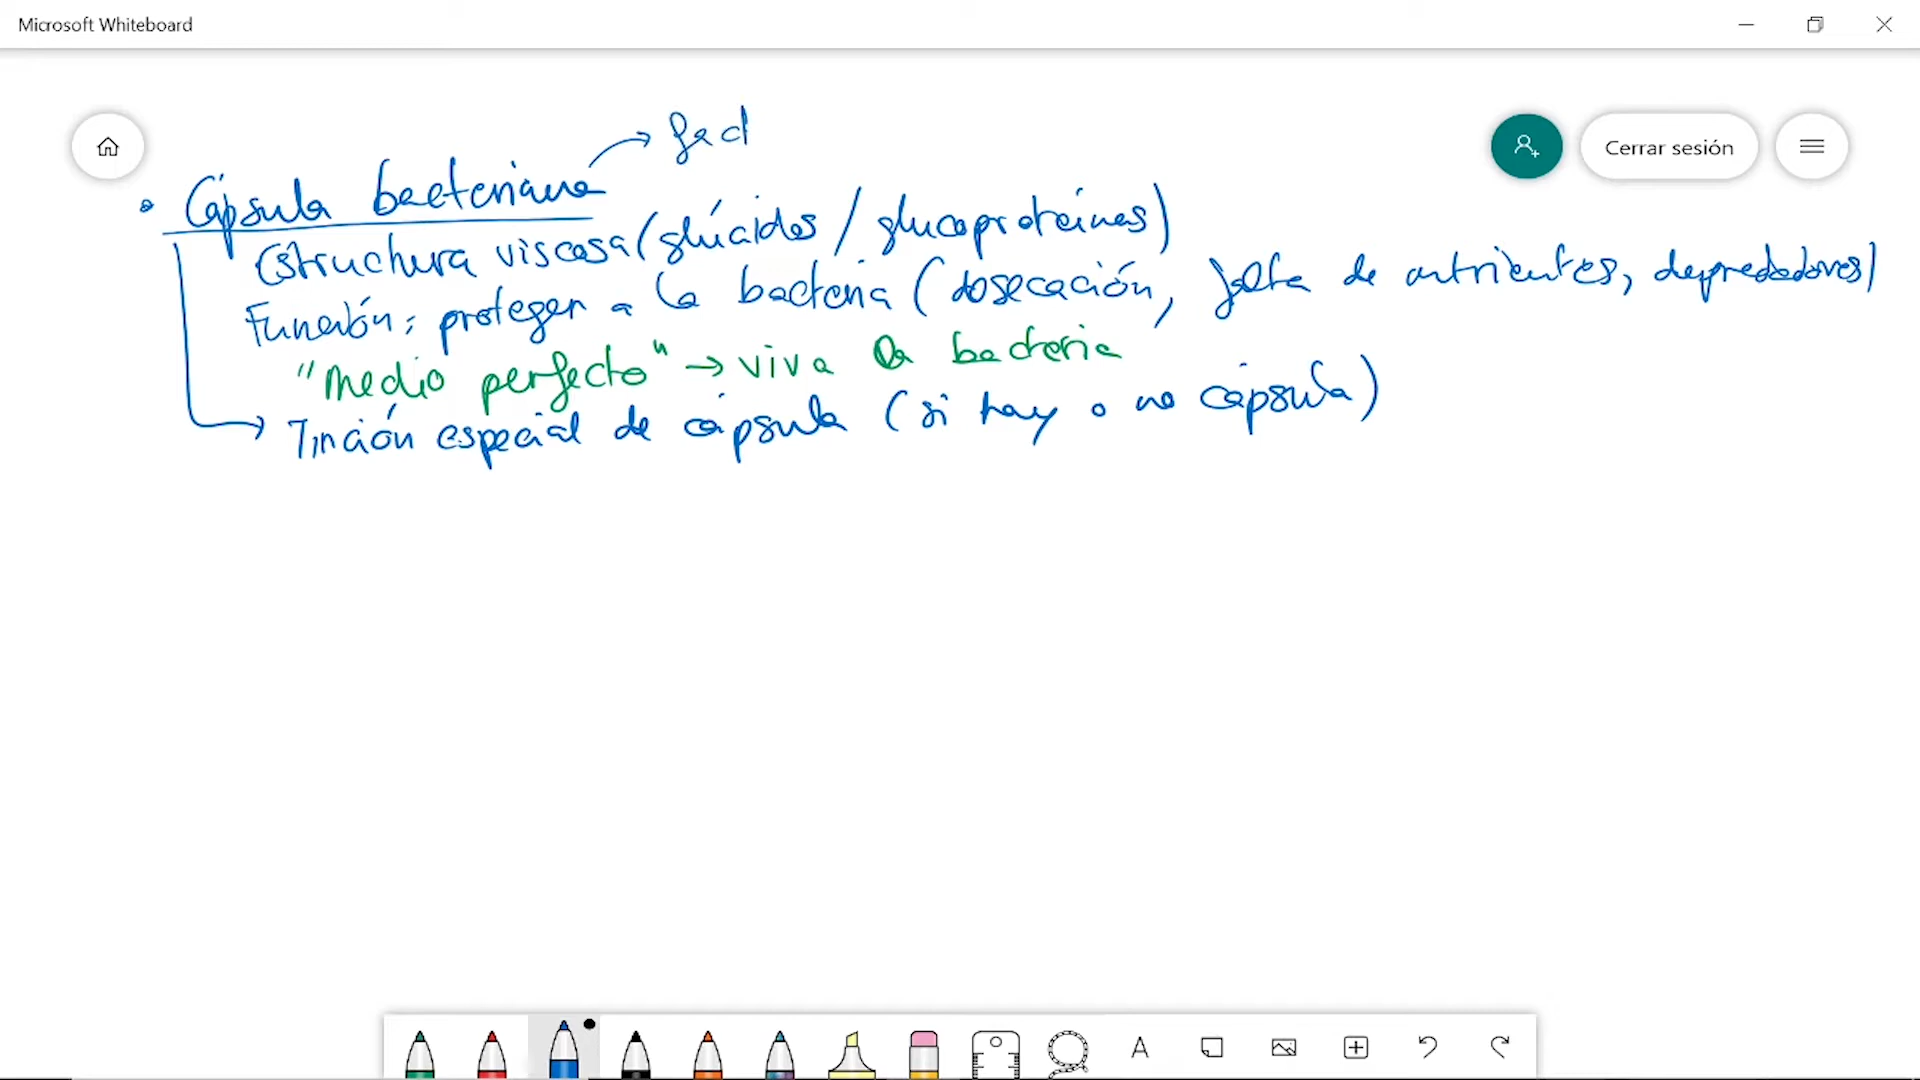 Microsoft Whiteboard
Cerrar sesión
Cápsula bacteriana → fact
Estructura viscosa (glúcidos / glucoproteínas)
Función: proteger a la bacteria (desecación, falta de nutrientes, depredadores)
"Medio perfecto" → viva la bacteria
→ Tinción especial de cápsula (si hay o no cápsula)
A